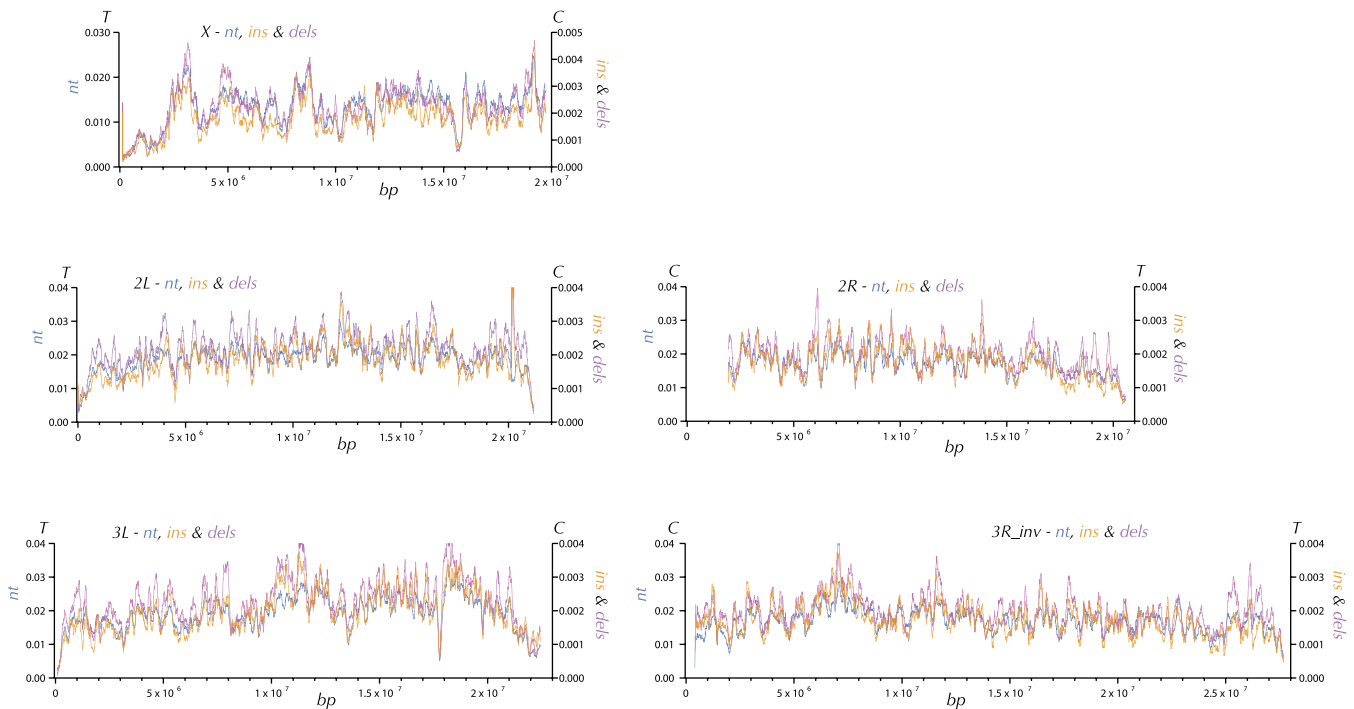 T C
X - nt, ins & dels
0.030 0.005
0.004
0.020 0.003
0.002
0.010
0.001
0.000 0.000
nt
ins & dels
0 5 x 10 6 1 x 10 7 1.5 x 10 7 2 x 10 7
bp
T C
2L - nt, ins & dels
0.04 0.004
0.03 0.003
0.02 0.002
0.01 0.001
0.00 0.000
nt
ins & dels
0 5 x 10 6 1 x 10 7 1.5 x 10 7 2 x 10 7
bp
C T
2R - nt, ins & dels
0.04 0.004
0.03 0.003
0.02 0.002
0.01 0.001
0.00 0.000
nt
ins & dels
0 5 x 10 6 1 x 10 7 1.5 x 10 7 2 x 10 7
bp
T C
3L - nt, ins & dels
0.04 0.004
0.03 0.003
0.02 0.002
0.01 0.001
0.00 0.000
nt
ins & dels
0 5 x 10 6 1 x 10 7 1.5 x 10 7 2 x 10 7
bp
C T
3R_inv - nt, ins & dels
0.04 0.004
0.03 0.003
0.02 0.002
0.01 0.001
0.00 0.000
nt
ins & dels
0 5 x 10 6 1 x 10 7 1.5 x 10 7 2 x 10 7 2.5 x 10 7
bp